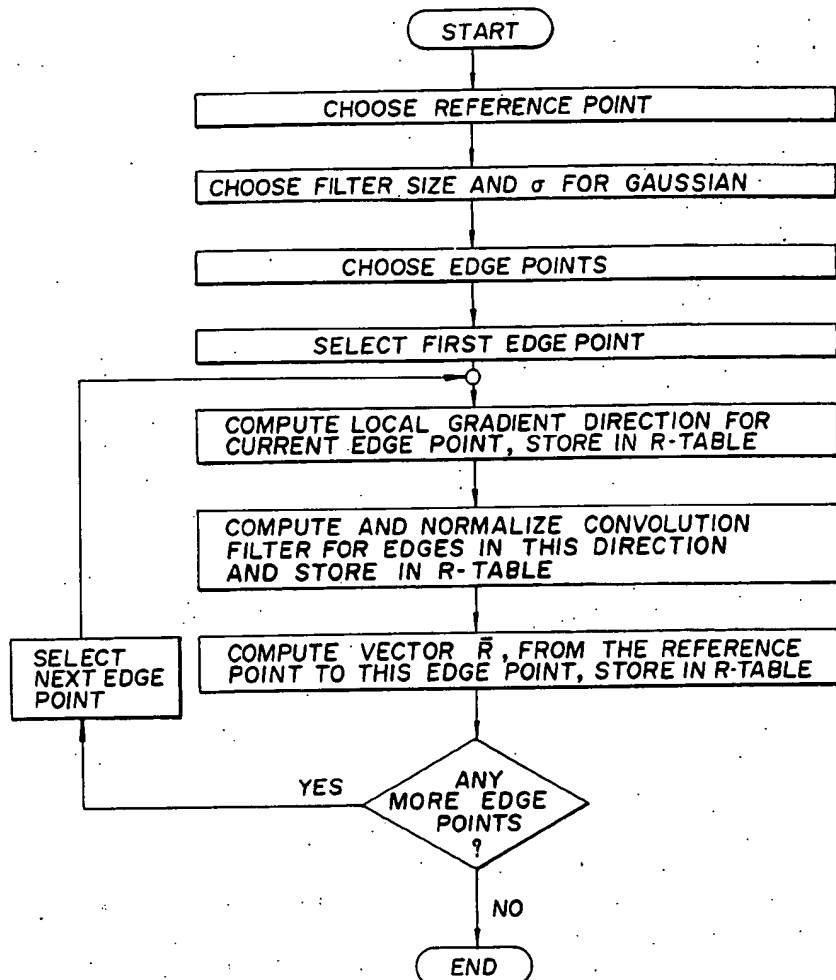 START
CHOOSE REFERENCE POINT
CHOOSE FILTER SIZE AND σ FOR GAUSSIAN
CHOOSE EDGE POINTS
SELECT FIRST EDGE POINT
COMPUTE LOCAL GRADIENT DIRECTION FOR
CURRENT EDGE POINT, STORE IN R-TABLE
COMPUTE AND NORMALIZE CONVOLUTION
FILTER FOR EDGES IN THIS DIRECTION
AND STORE IN R-TABLE
COMPUTE VECTOR R̄, FROM THE REFERENCE
POINT TO THIS EDGE POINT, STORE IN R-TABLE
SELECT
NEXT EDGE
POINT
YES
ANY
MORE EDGE
POINTS
?
NO
END